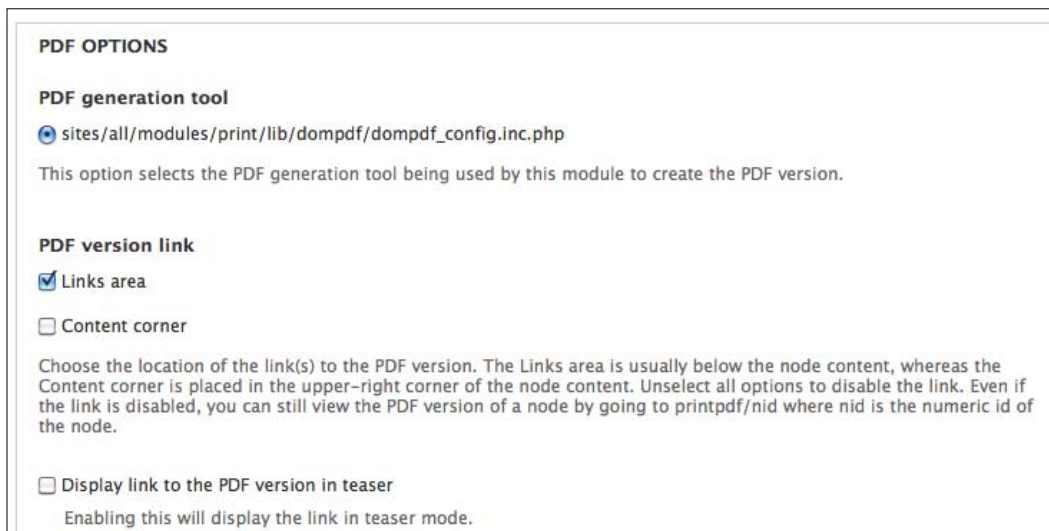 PDF OPTIONS
PDF generation tool
sites/all/modules/print/lib/dompdf/dompdf_config.inc.php
This option selects the PDF generation tool being used by this module to create the PDF version.
PDF version link
Links area
Content corner
Choose the location of the link(s) to the PDF version. The Links area is usually below the node content, whereas the
Content corner is placed in the upper-right corner of the node content. Unselect all options to disable the link. Even if
the link is disabled, you can still view the PDF version of a node by going to printpdf/nid where nid is the numeric id of
the node.
Display link to the PDF version in teaser
Enabling this will display the link in teaser mode.